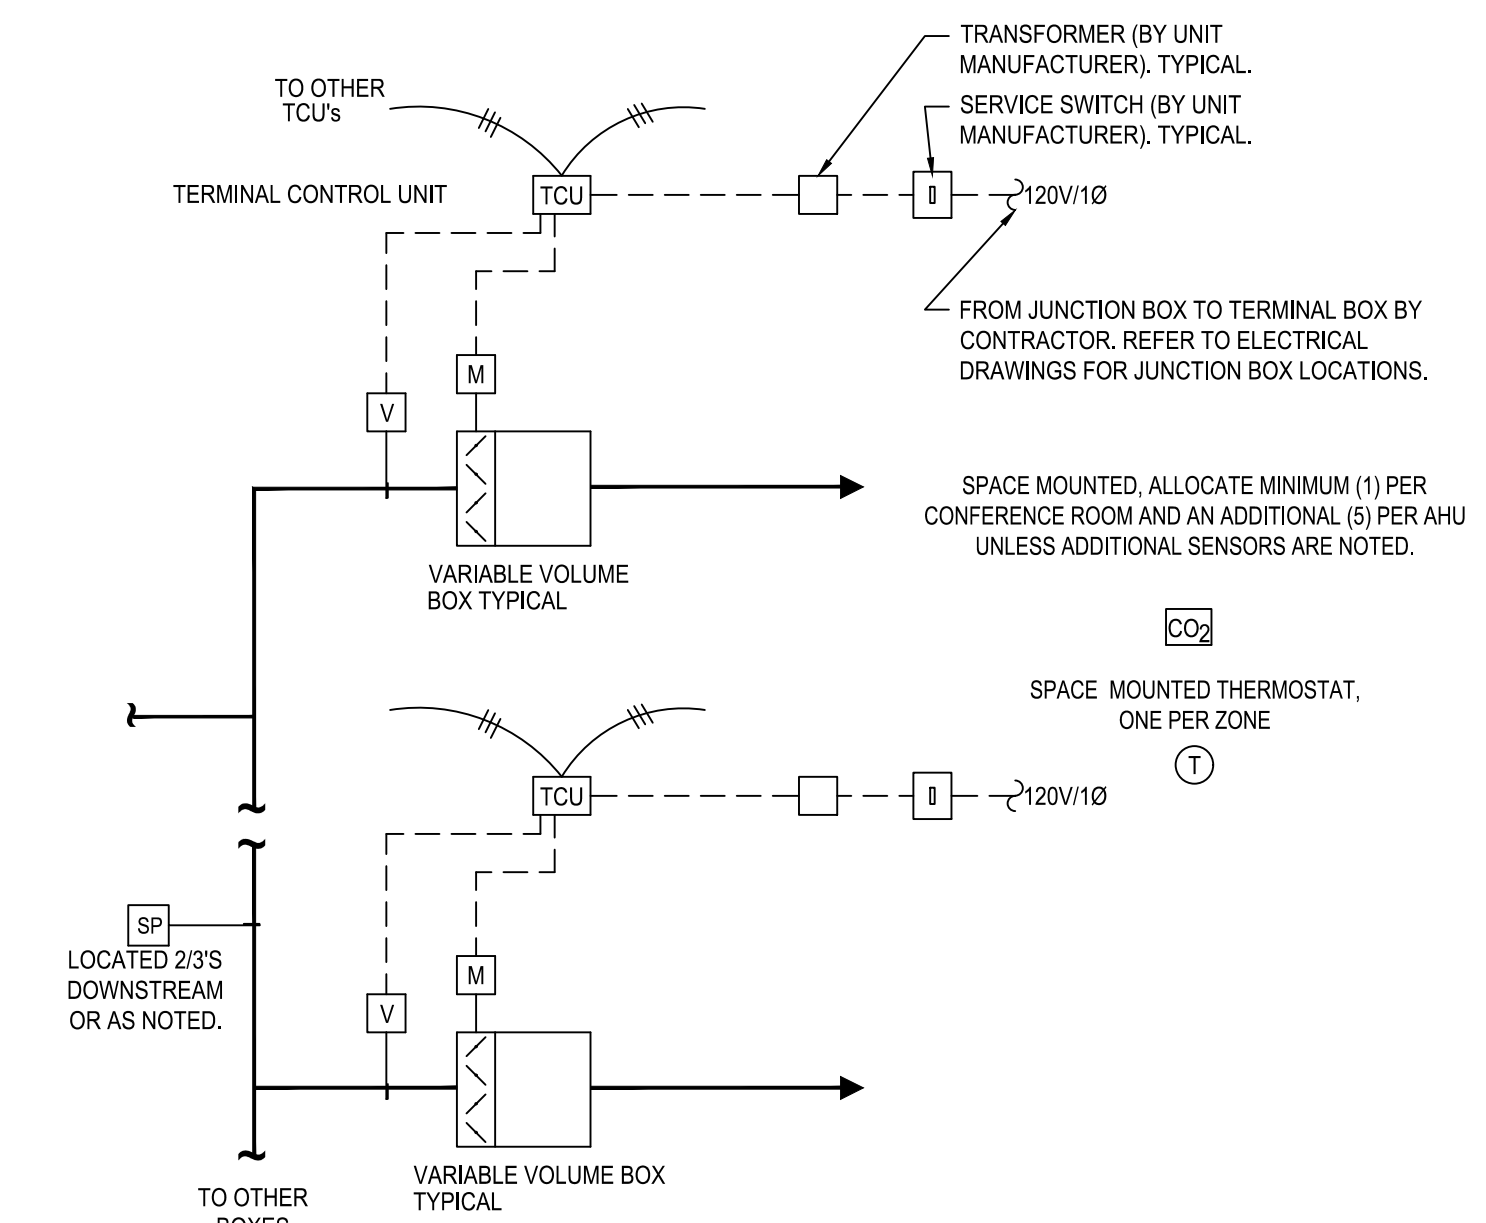 TRANSFORMER (BY UNIT
MANUFACTURER). TYPICAL.
TO OTHER
TCU's
SERVICE SWITCH (BY UNIT
MANUFACTURER). TYPICAL.
TERMINAL CONTROL UNIT
TCU
120V/1Ø
FROM JUNCTION BOX TO TERMINAL BOX BY
CONTRACTOR. REFER TO ELECTRICAL
DRAWINGS FOR JUNCTION BOX LOCATIONS.
M
V
SPACE MOUNTED, ALLOCATE MINIMUM (1) PER
CONFERENCE ROOM AND AN ADDITIONAL (5) PER AHU
UNLESS ADDITIONAL SENSORS ARE NOTED.
VARIABLE VOLUME
BOX TYPICAL
CO2
SPACE MOUNTED THERMOSTAT,
ONE PER ZONE
T
TCU
120V/1Ø
SP
LOCATED 2/3'S
DOWNSTREAM
OR AS NOTED.
M
V
VARIABLE VOLUME BOX
TYPICAL
TO OTHER
BOXES